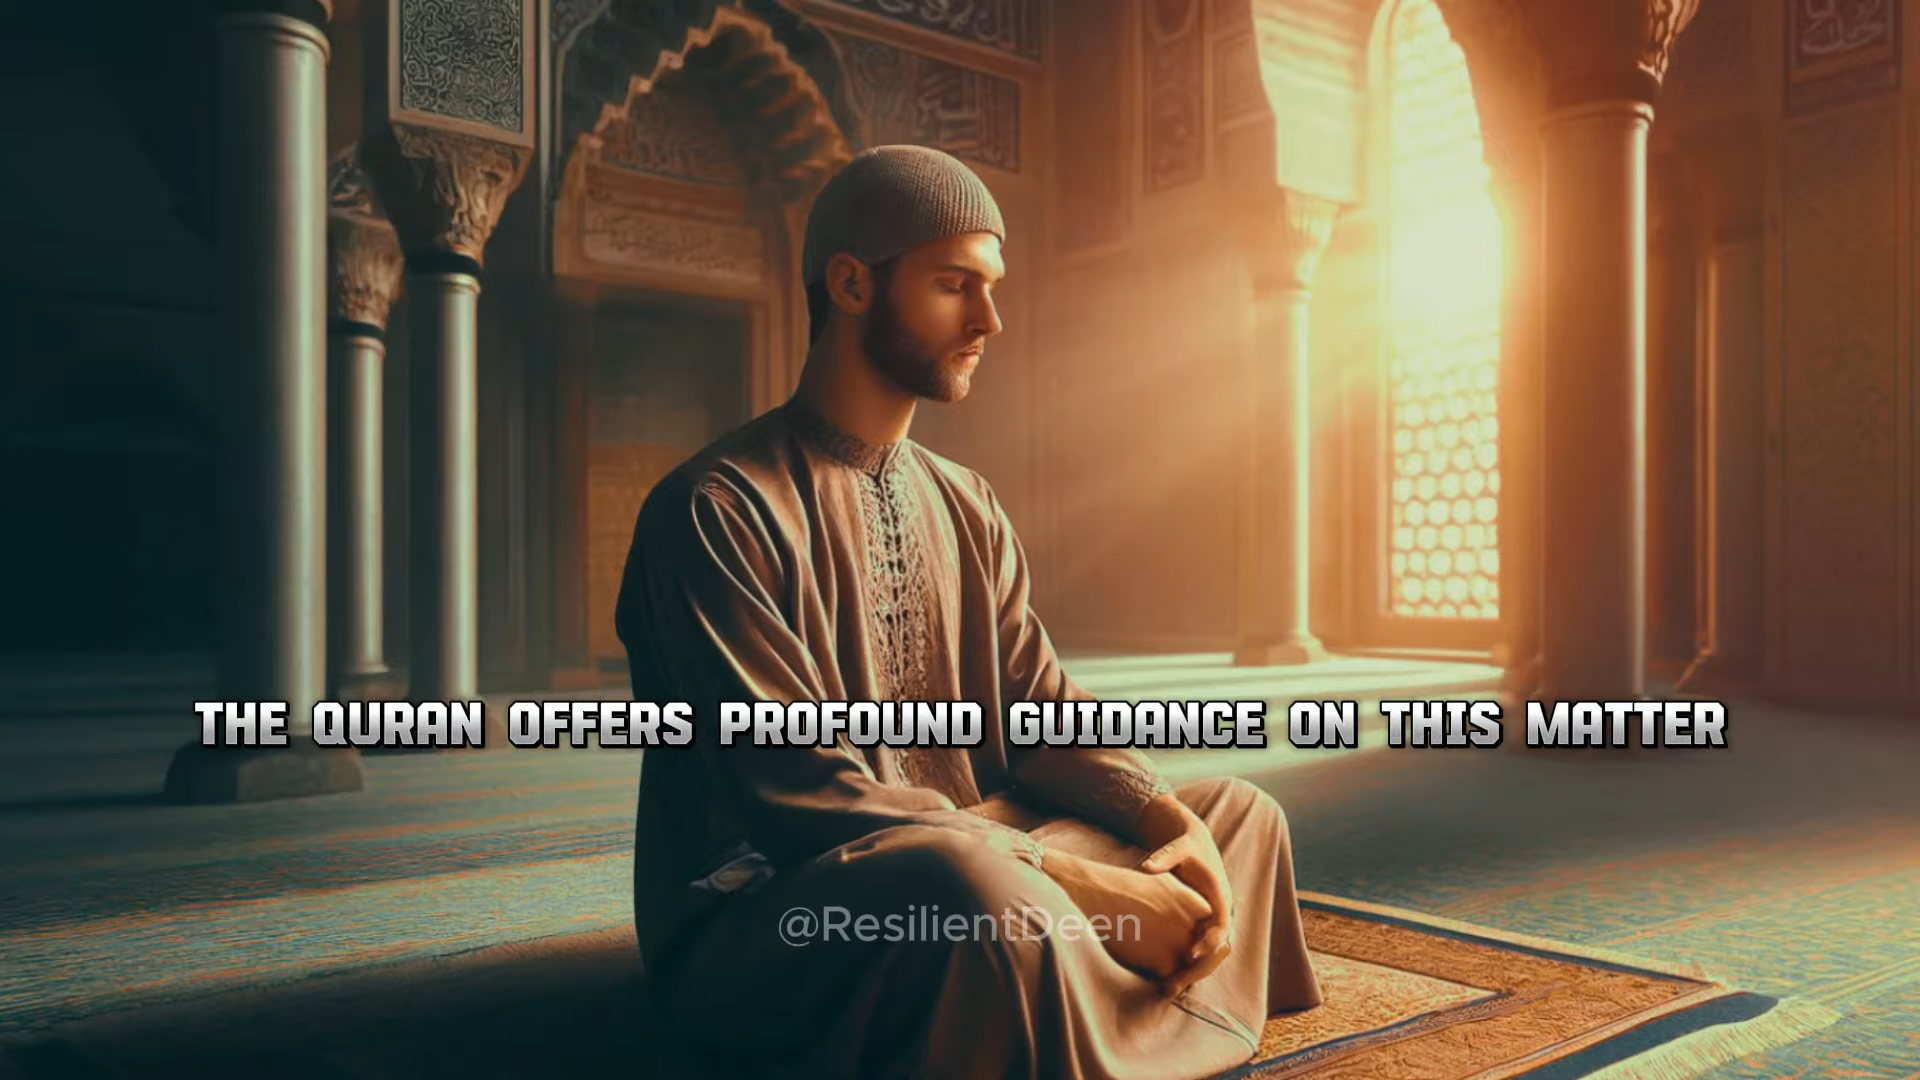 THE QURAN OFFERS PROFOUND GUIDANCE ON THIS MATTER
@ResilientDeen